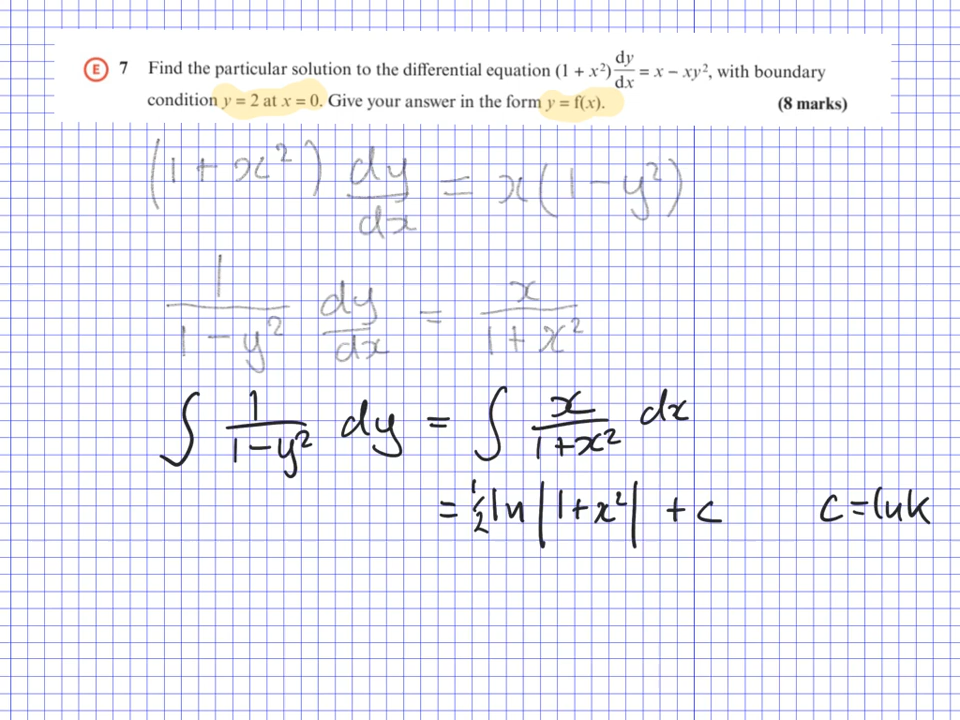 E 7 Find the particular solution to the differential equation (1 + x²) dy/dx = x – xy², with boundary
condition y = 2 at x = 0. Give your answer in the form y = f(x). (8 marks)
(1 + x²) dy/dx = x(1 – y²)
1/(1 – y²) dy/dx = x/(1 + x²)
∫ 1/(1 – y²) dy = ∫ x/(1 + x²) dx
= ½ ln |1 + x²| + c c = ln k